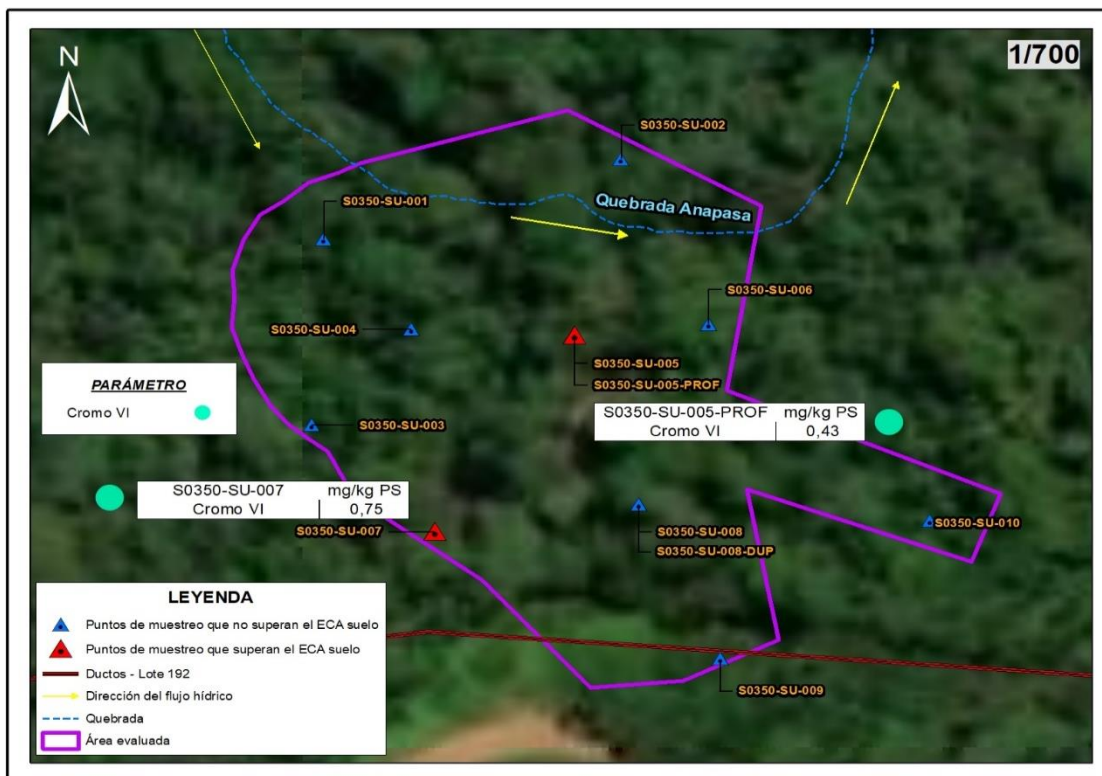 N
1/700
S0350-SU-002
S0350-SU-001
Quebrada Anapasa
S0350-SU-006
S0350-SU-004
S0350-SU-005
S0350-SU-005-PROF
PARÁMETRO
Cromo VI
S0350-SU-005-PROF mg/kg PS
Cromo VI 0,43
S0350-SU-003
S0350-SU-007 mg/kg PS
Cromo VI 0,75
S0350-SU-007
S0350-SU-008
S0350-SU-008-DUP
S0350-SU-010
S0350-SU-009
LEYENDA
Puntos de muestreo que no superan el ECA suelo
Puntos de muestreo que superan el ECA suelo
Ductos - Lote 192
Dirección del flujo hídrico
Quebrada
Área evaluada